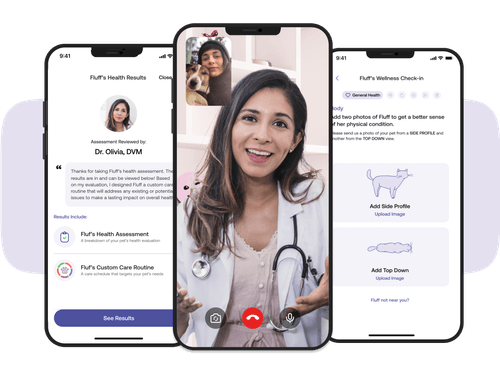 9:41
Fluff's Health Results
Close
Assessment Reviewed by:
Dr. Olivia, DVM
“
Thanks for taking Fluff's health assessment. The
results are in and can be viewed below! Based
on my evaluation, I designed Fluff a custom care
routine that will address any existing or potential
issues to make a lasting impact on overall health
Results Include:
Fluf's Health Assessment
A breakdown of your pet's health evaluation
Fluf's Custom Care Routine
A care schedule that targets your pet's needs
See Results
9:41
Fluff's Wellness Check-in
General Health
Body
Add two photos of Fluff to get a better sense
of her physical condition.
Please send us a photo of your pet from a SIDE PROFILE and
another from the TOP DOWN view.
Add Side Profile
Upload Image
Add Top Down
Upload Image
Fluff not near you?